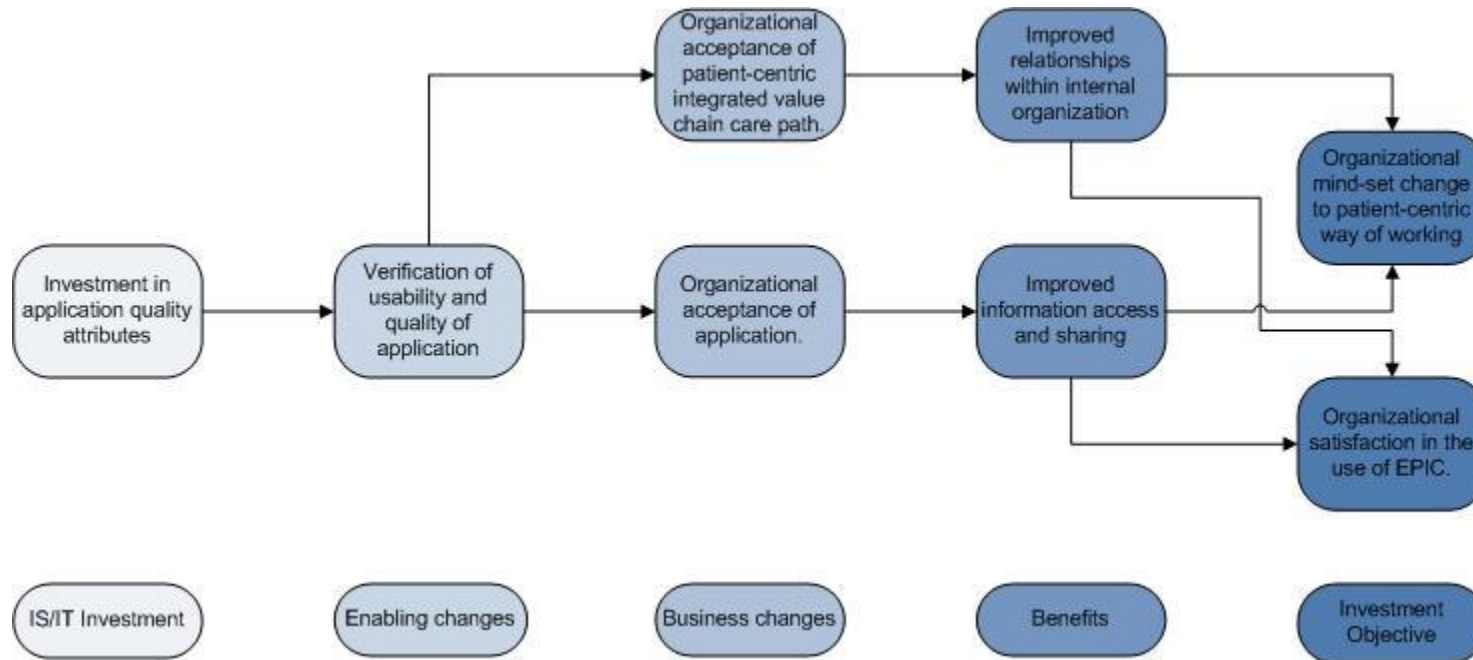 Organizational
acceptance of
patient-centric
integrated value
chain care path.
Improved
relationships
within internal
organization
Organizational
mind-set change
to patient-centric
way of working
Investment in
application quality
attributes
Verification of
usability and
quality of
application
Organizational
acceptance of
application.
Improved
information access
and sharing
Organizational
satisfaction in the
use of EPIC.
IS/IT Investment
Enabling changes
Business changes
Benefits
Investment
Objective